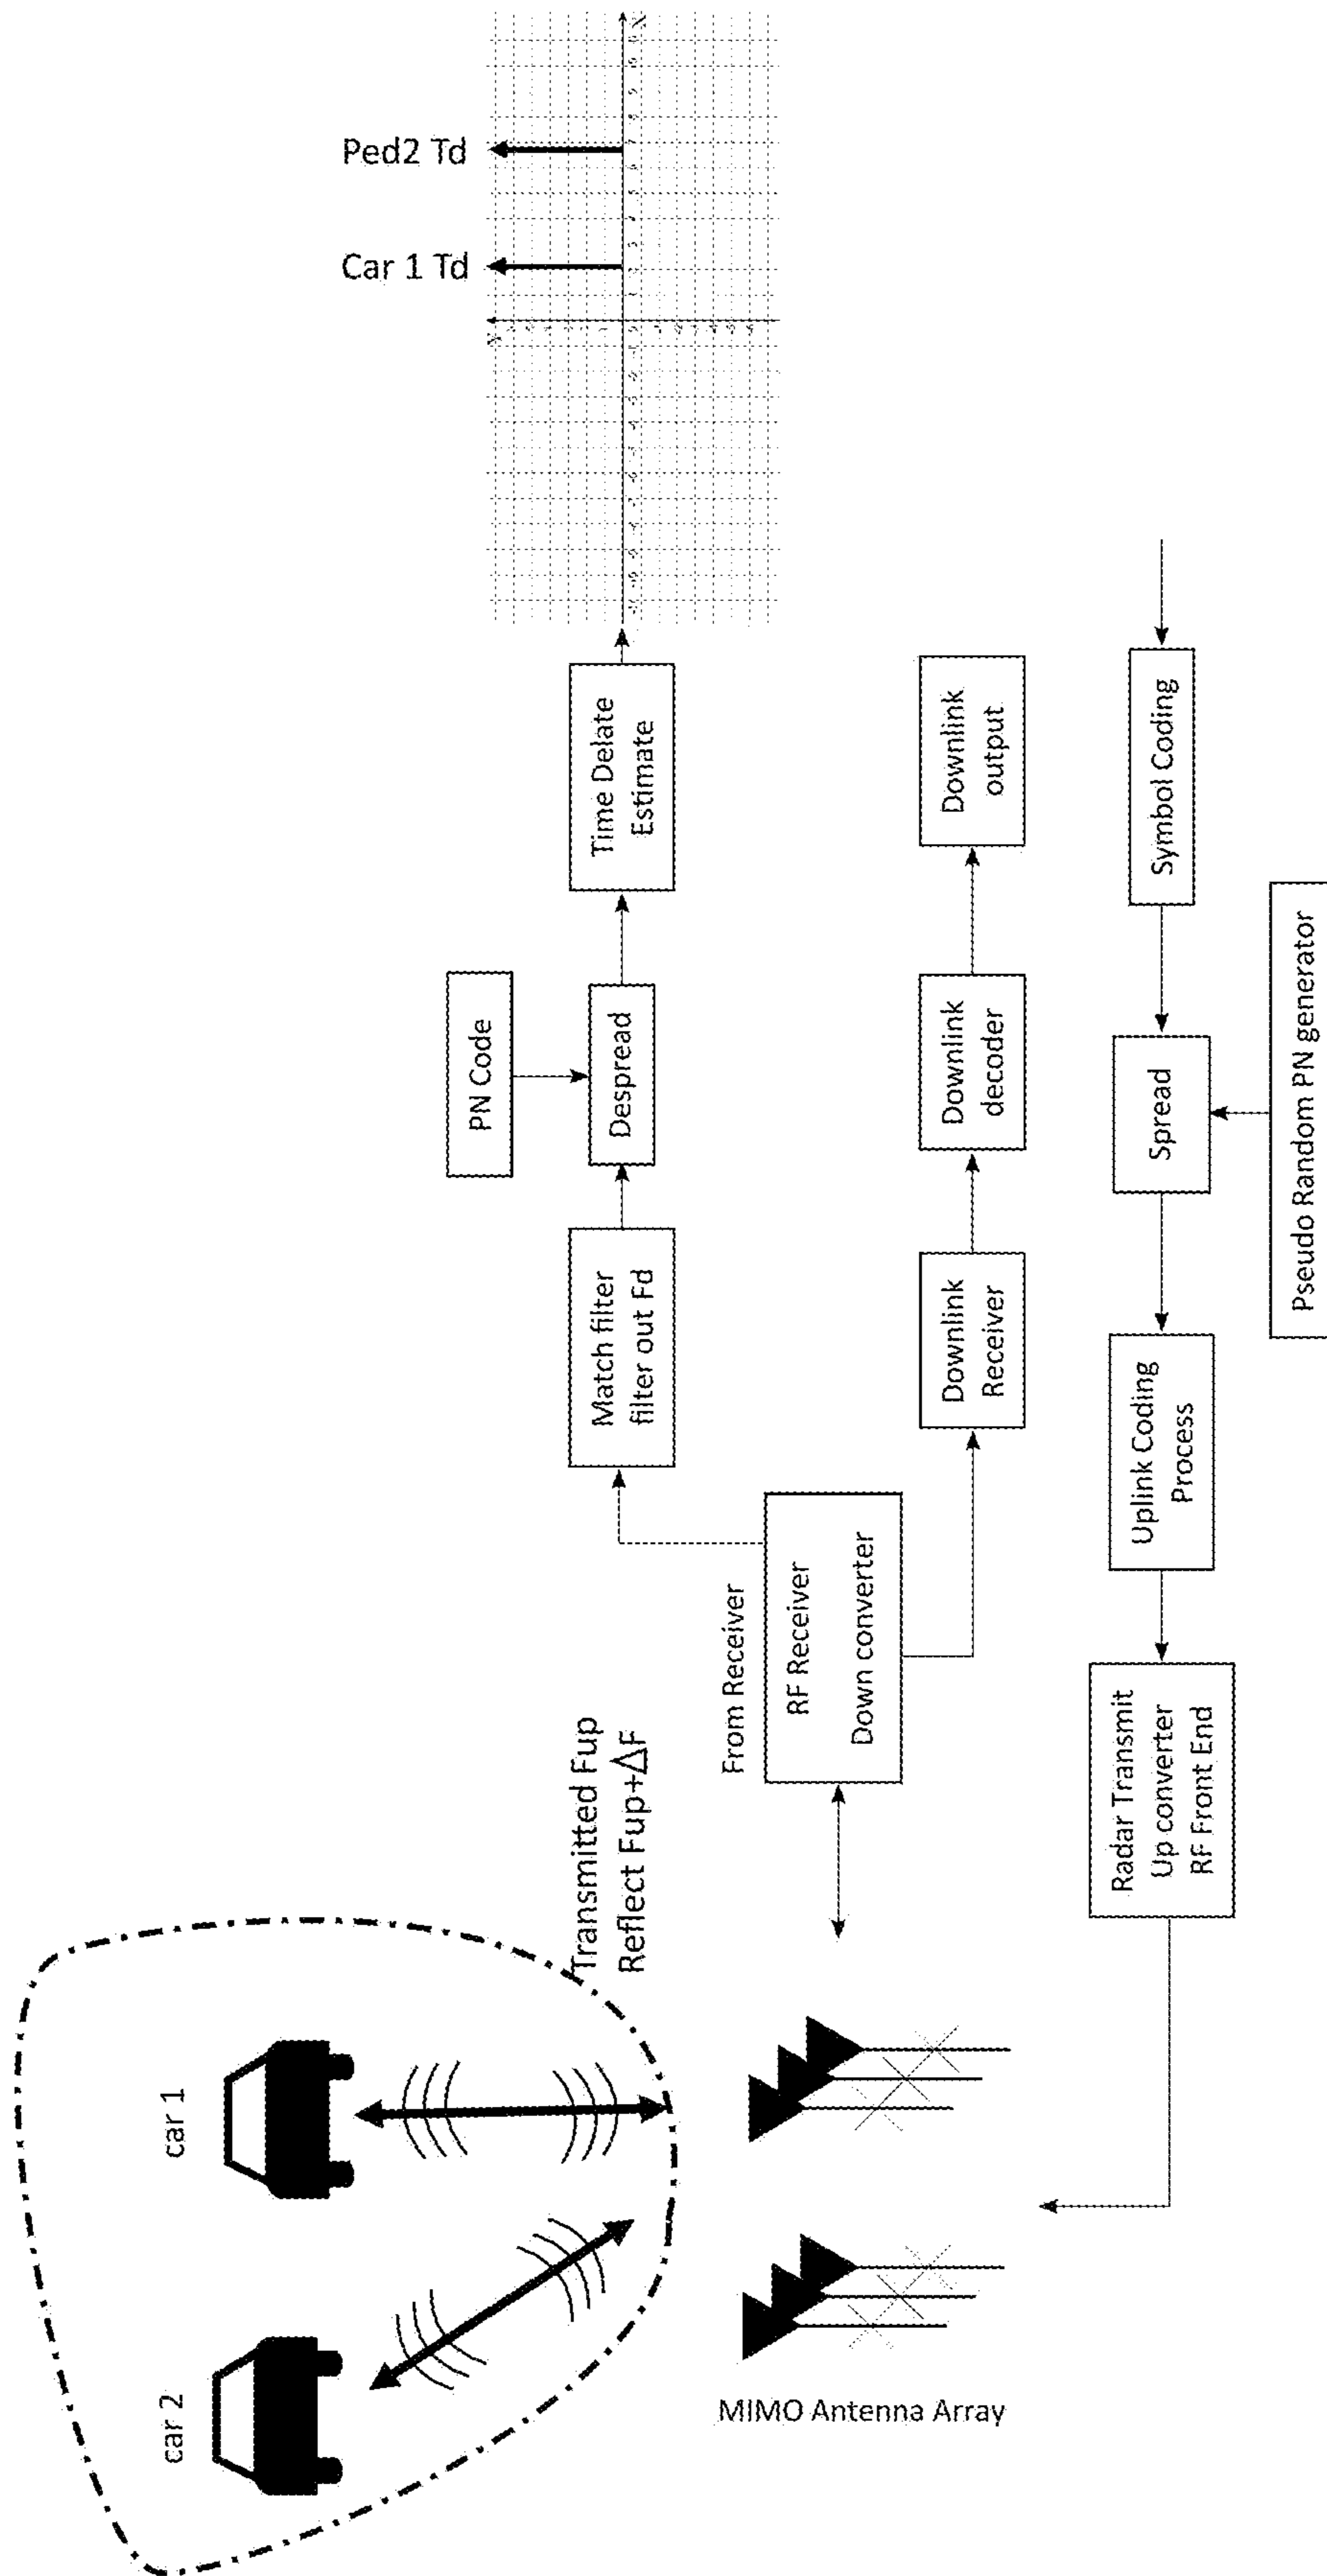 car 2
car 1
Transmitted Fup
Reflect Fup+ΔF
MIMO Antenna Array
From Receiver
RF Receiver
Down converter
Match filter
filter out Fd
PN Code
Despread
Time Delate
Estimate
Car 1 Td
Ped2 Td
Y
X
Downlink
Receiver
Downlink
decoder
Downlink
output
Radar Transmit
Up converter
RF Front End
Uplink Coding
Process
Spread
Symbol Coding
Pseudo Random PN generator